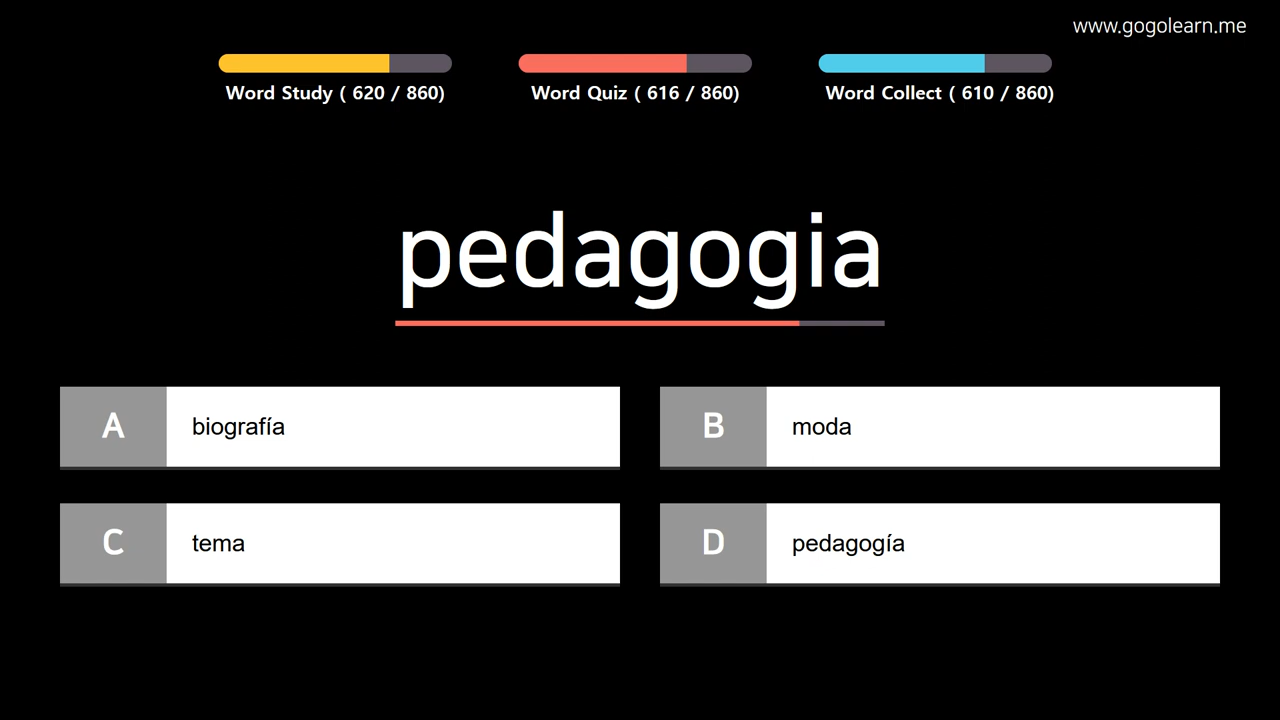 www.gogolearn.me
Word Study ( 620 / 860)
Word Quiz ( 616 / 860)
Word Collect ( 610 / 860)
pedagogia
A biografía
B moda
C tema
D pedagogía